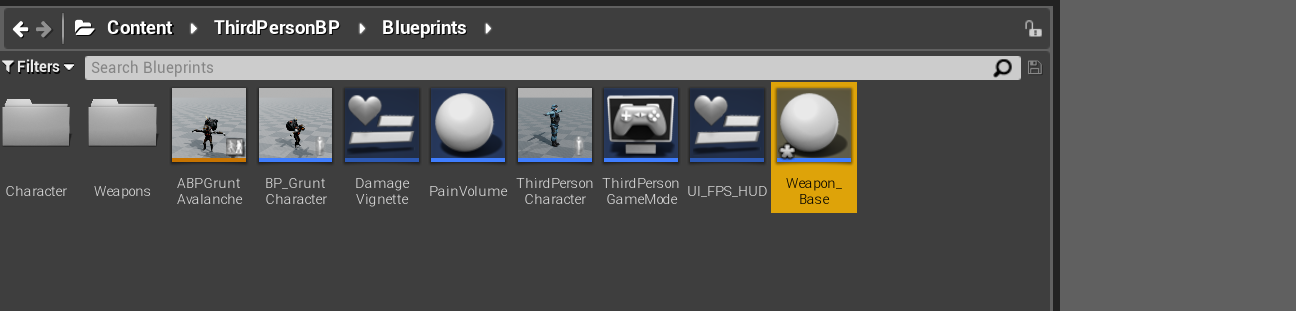 Content ThirdPersonBP Blueprints
Filters Search Blueprints
Character
Weapons
ABPGrunt
Avalanche
BP_Grunt
Character
Damage
Vignette
PainVolume
ThirdPerson
Character
ThirdPerson
GameMode
UI_FPS_HUD
Weapon_
Base